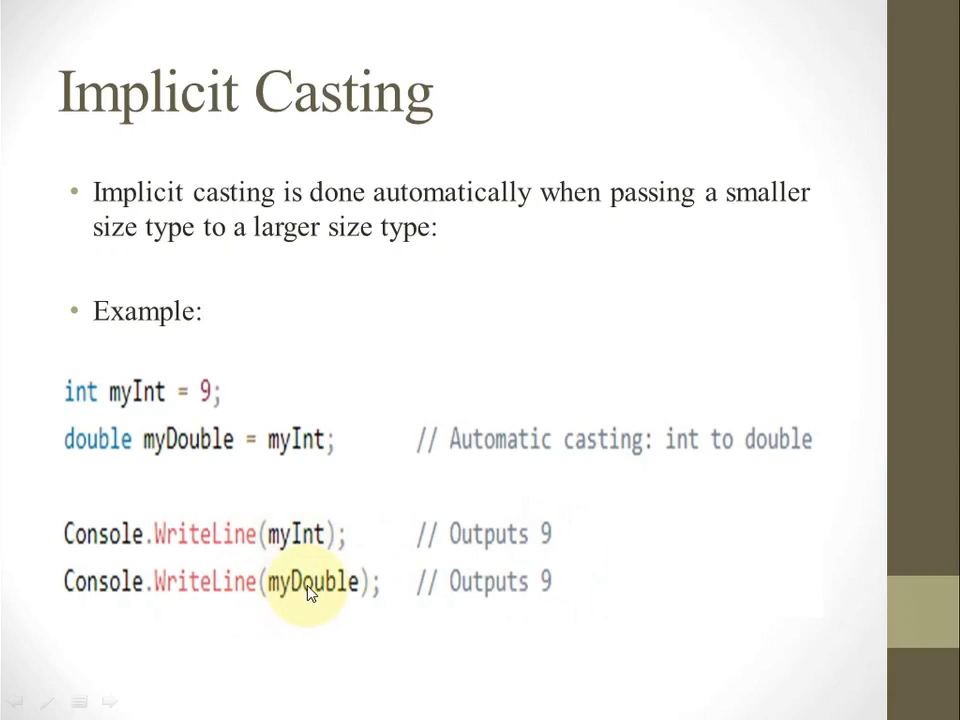 Implicit Casting
• Implicit casting is done automatically when passing a smaller
size type to a larger size type:
• Example:
int myInt = 9;
double myDouble = myInt; // Automatic casting: int to double
Console.WriteLine(myInt); // Outputs 9
Console.WriteLine(myDouble); // Outputs 9